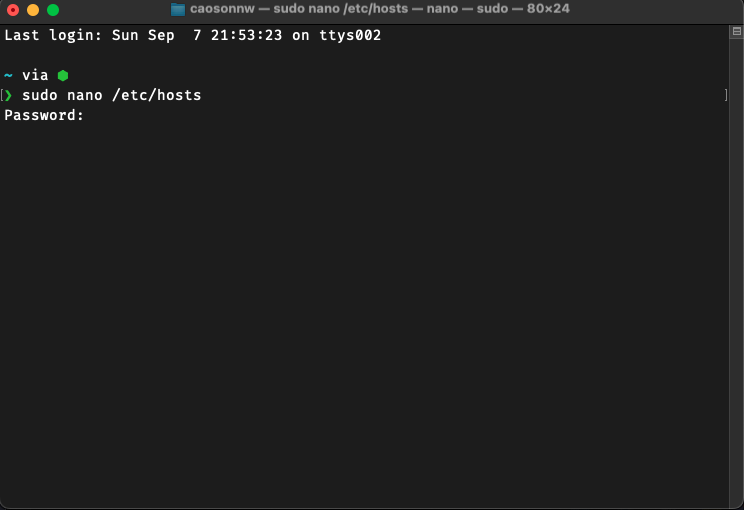 caosonnw — sudo nano /etc/hosts — nano — sudo — 80×24
Last login: Sun Sep  7 21:53:23 on ttys002
~ via ⬢
[❯ sudo nano /etc/hosts ]
Password: